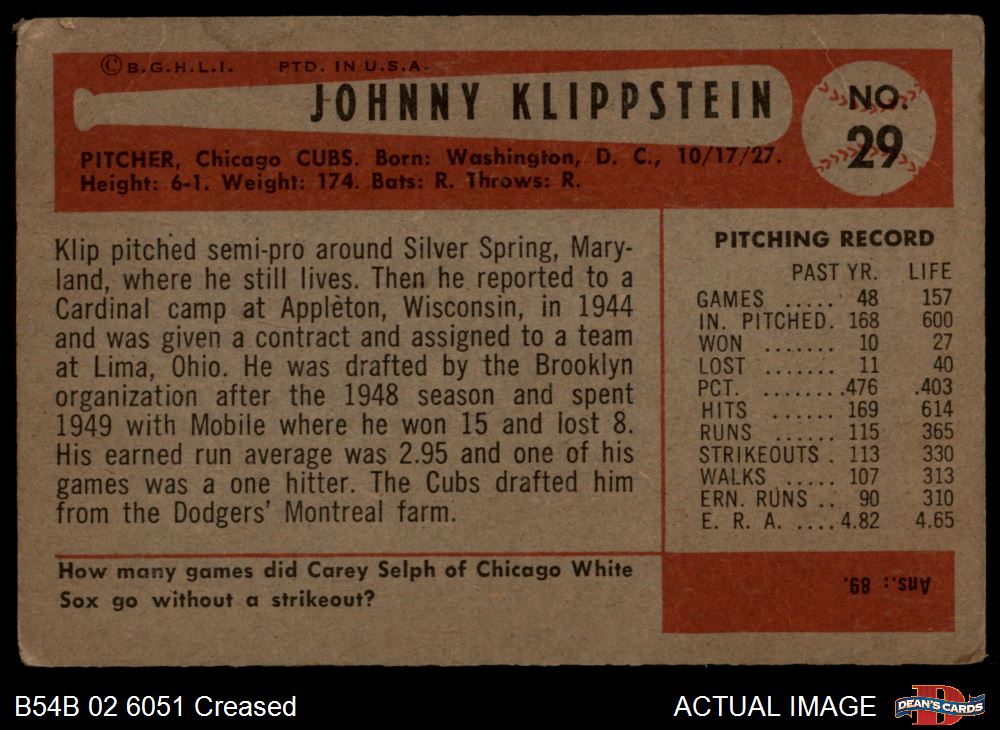 © B.G.H.L.I. PTD. IN U.S.A.
JOHNNY KLIPPSTEIN
NO.
29
PITCHER, Chicago CUBS. Born: Washington, D. C., 10/17/27.
Height: 6-1. Weight: 174. Bats: R. Throws: R.
Klip pitched semi-pro around Silver Spring, Mary-
land, where he still lives. Then he reported to a
Cardinal camp at Appleton, Wisconsin, in 1944
and was given a contract and assigned to a team
at Lima, Ohio. He was drafted by the Brooklyn
organization after the 1948 season and spent
1949 with Mobile where he won 15 and lost 8.
His earned run average was 2.95 and one of his
games was a one hitter. The Cubs drafted him
from the Dodgers' Montreal farm.
PITCHING RECORD
PAST YR. LIFE
GAMES ..... 48 157
IN. PITCHED. 168 600
WON ....... 10 27
LOST ....... 11 40
PCT. ........476 .403
HITS ...... 169 614
RUNS ...... 115 365
STRIKEOUTS . 113 330
WALKS ..... 107 313
ERN. RUNS .. 90 310
E. R. A. ....4.82 4.65
How many games did Carey Selph of Chicago White
Sox go without a strikeout?
Ans.: 89.
B54B 02 6051 Creased
ACTUAL IMAGE
DEAN'S CARDS